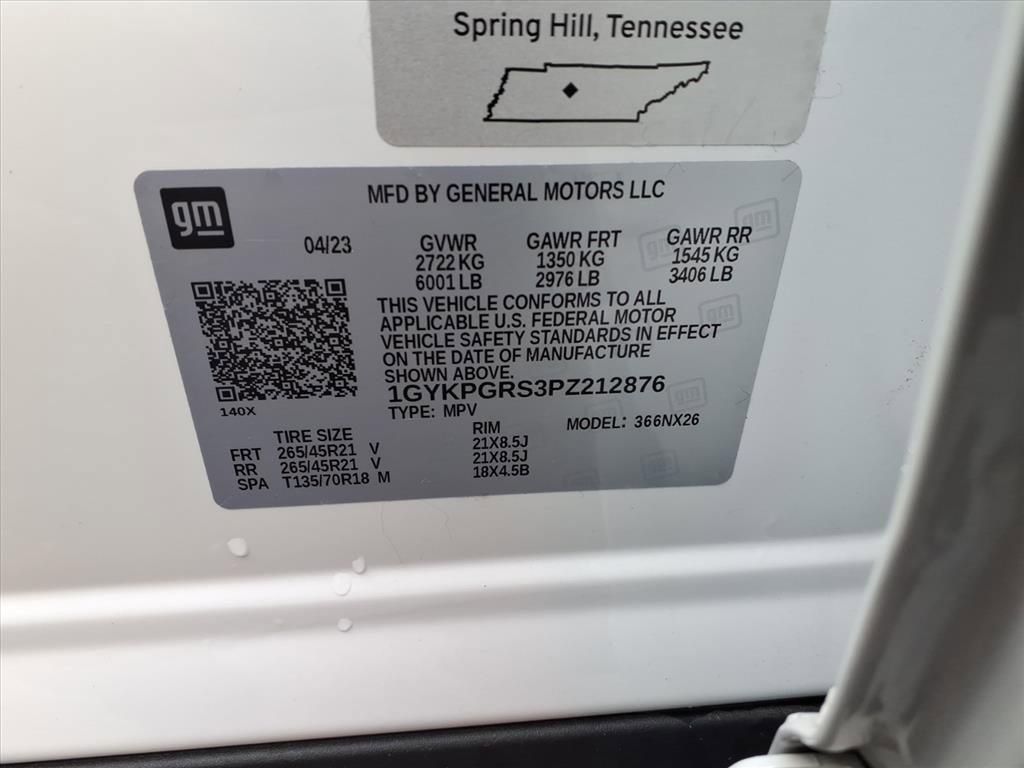 Spring Hill, Tennessee
gm
MFD BY GENERAL MOTORS LLC
04/23 GVWR GAWR FRT GAWR RR
2722 KG 1350 KG 1545 KG
6001 LB 2976 LB 3406 LB
THIS VEHICLE CONFORMS TO ALL
APPLICABLE U.S. FEDERAL MOTOR
VEHICLE SAFETY STANDARDS IN EFFECT
ON THE DATE OF MANUFACTURE
SHOWN ABOVE.
1GYKPGRS3PZ212876
140X
TYPE: MPV MODEL: 366NX26
TIRE SIZE RIM
FRT 265/45R21 V 21X8.5J
RR 265/45R21 V 21X8.5J
SPA T135/70R18 M 18X4.5B